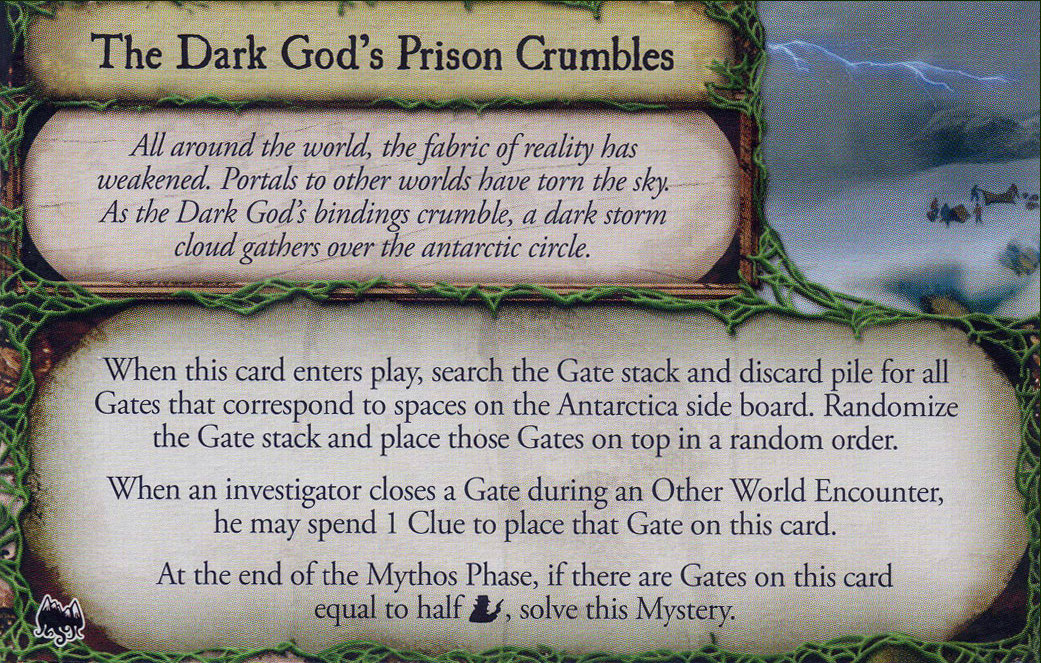 The Dark God's Prison Crumbles
All around the world, the fabric of reality has
weakened. Portals to other worlds have torn the sky.
As the Dark God's bindings crumble, a dark storm
cloud gathers over the antarctic circle.
When this card enters play, search the Gate stack and discard pile for all
Gates that correspond to spaces on the Antarctica side board. Randomize
the Gate stack and place those Gates on top in a random order.
When an investigator closes a Gate during an Other World Encounter,
he may spend 1 Clue to place that Gate on this card.
At the end of the Mythos Phase, if there are Gates on this card
equal to half , solve this Mystery.